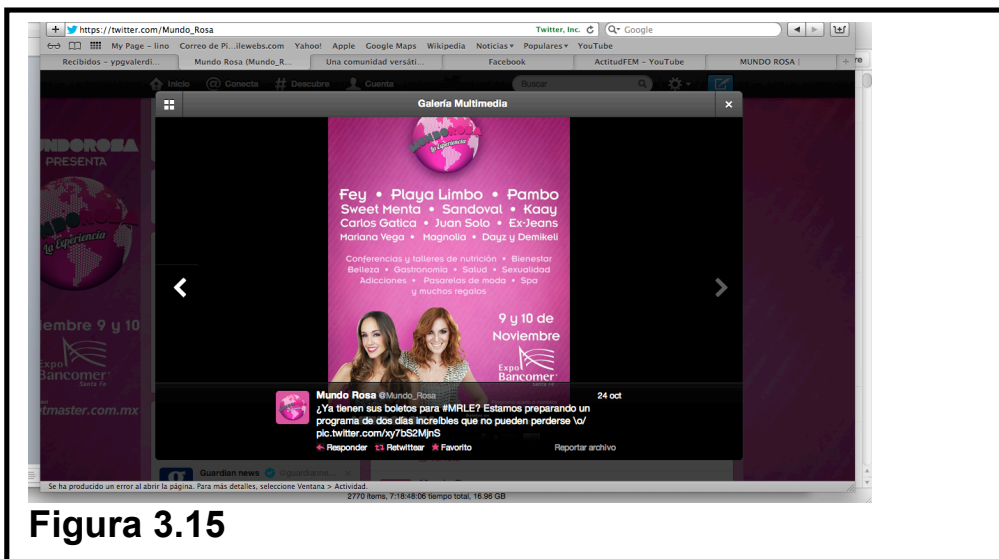 https://twitter.com/Mundo_Rosa
Twitter, Inc.
Google
My Page – lino Correo de Pi...ilewebs.com Yahoo! Apple Google Maps Wikipedia Noticias Populares YouTube
Recibidos – ypgvalerdi... Mundo Rosa (Mundo_R... Una comunidad versáti... Facebook ActitudFEM – YouTube MUNDO ROSA |
Inicio @ Conecta # Descubre Cuenta Buscar
Galería Multimedia
PRESENTA
La Experiencia
9 y 10
Expo
Bancomer
Santa Fe
tmaster.com.mx
La Experiencia
Fey • Playa Limbo • Pambo
Sweet Menta • Sandoval • Kaay
Carlos Gatica • Juan Solo • Ex-Jeans
Mariana Vega • Magnolia • Dayz y Demikeli
Conferencias y talleres de nutrición • Bienestar
Belleza • Gastronomía • Salud • Sexualidad
Adicciones • Pasarelas de moda • Spa
y muchos regalos
9 y 10 de
Noviembre
Expo
Bancomer
Santa Fe
Mundo Rosa @Mundo_Rosa 24 oct
¿Ya tienen sus boletos para #MRLE? Estamos preparando un
programa de dos días increíbles que no pueden perderse \o/
pic.twitter.com/xy7bS2MjnS
Responder Retwittear Favorito Reportar archivo
Guardian news
Se ha producido un error al abrir la página. Para más detalles, seleccione Ventana > Actividad.
2770 ítems, 7:18:48:06 tiempo total, 16.96 GB
Figura 3.15